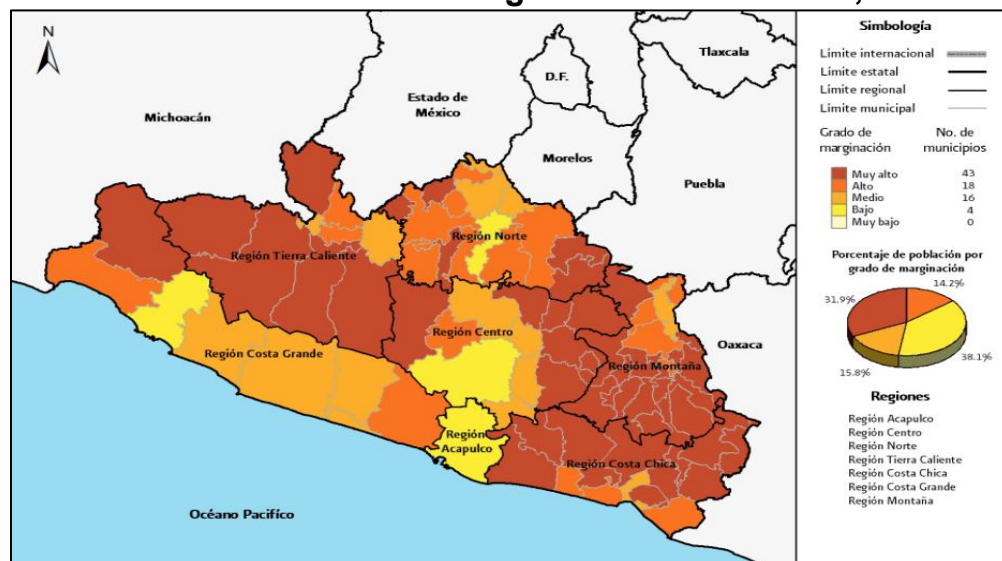 N
Michoacán
Estado de
México
D.F.
Tlaxcala
Morelos
Puebla
Oaxaca
Región Tierra Caliente
Región Norte
Región Centro
Región Costa Grande
Región Montaña
Región
Acapulco
Región Costa Chica
Océano Pacifíco
Simbología
Límite internacional
Límite estatal
Límite regional
Límite municipal
Grado de No. de
marginación municipios
Muy alto 43
Alto 18
Medio 16
Bajo 4
Muy bajo 0
Porcentaje de población por
grado de marginación
14.2%
31.9%
15.8%
38.1%
Regiones
Región Acapulco
Región Centro
Región Norte
Región Tierra Caliente
Región Costa Chica
Región Costa Grande
Región Montaña